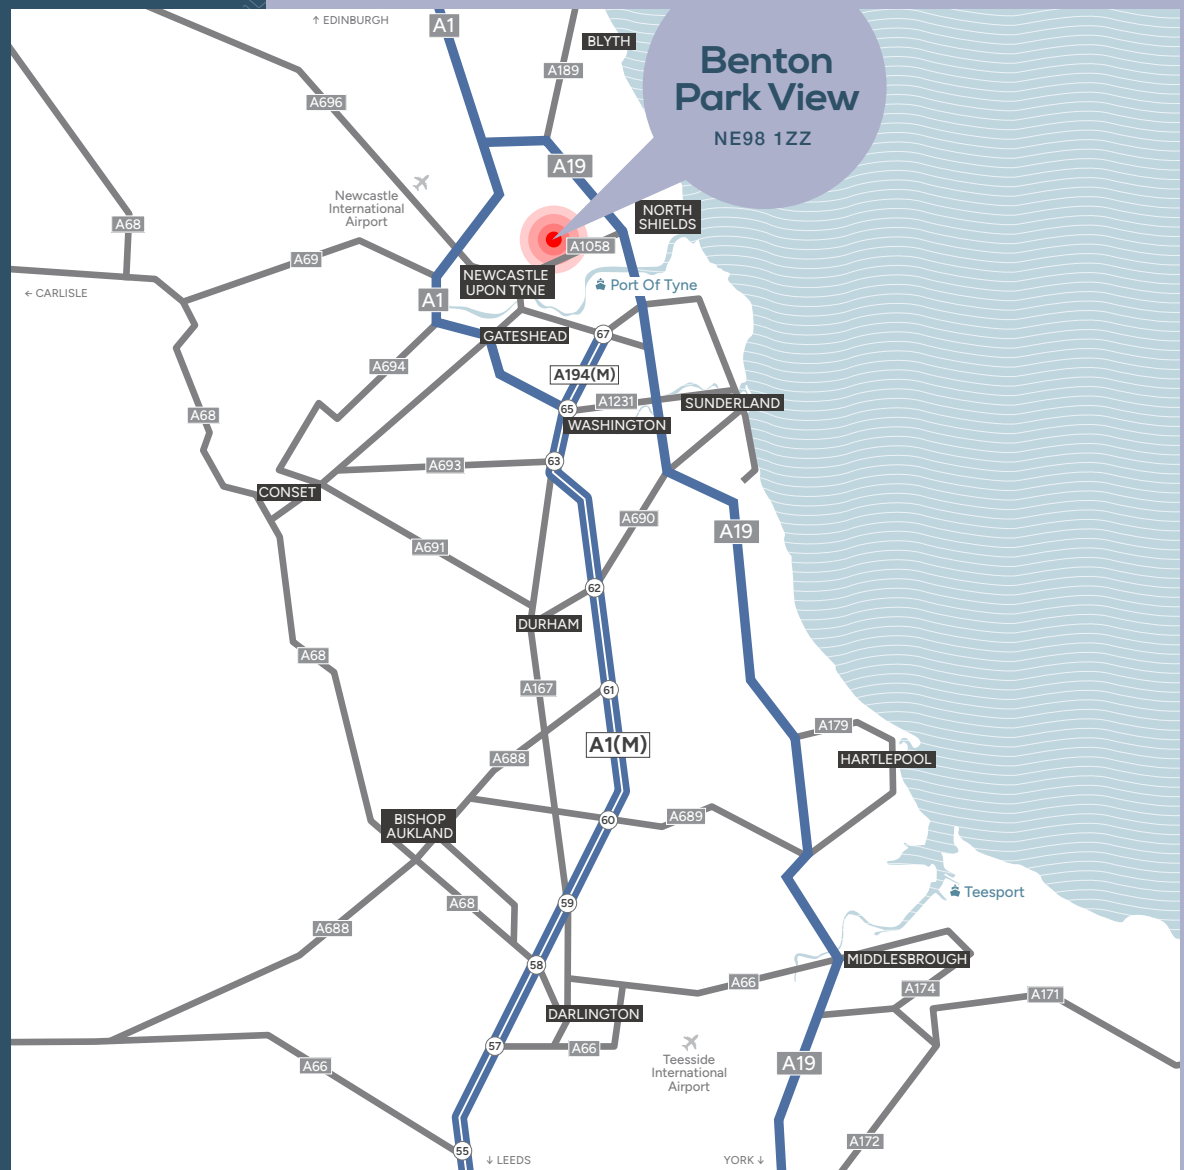 ↑ EDINBURGH
A1
BLYTH
A189
Benton
Park View
NE98 1ZZ
A696
A19
Newcastle
International
Airport
A68
NORTH
SHIELDS
A1058
A69
NEWCASTLE
UPON TYNE
Port Of Tyne
← CARLISLE
A1
GATESHEAD
67
A694
A194(M)
A1231
SUNDERLAND
65
A68
WASHINGTON
63
A693
CONSET
A690
A19
A691
62
DURHAM
A68
A167
61
A179
A1(M)
A688
HARTLEPOOL
BISHOP
AUKLAND
60
A689
Teesport
A68
59
A688
MIDDLESBROUGH
58
A66
A174
A171
DARLINGTON
57
A66
Teesside
International
Airport
A19
A66
A172
55
↓ LEEDS
YORK ↓